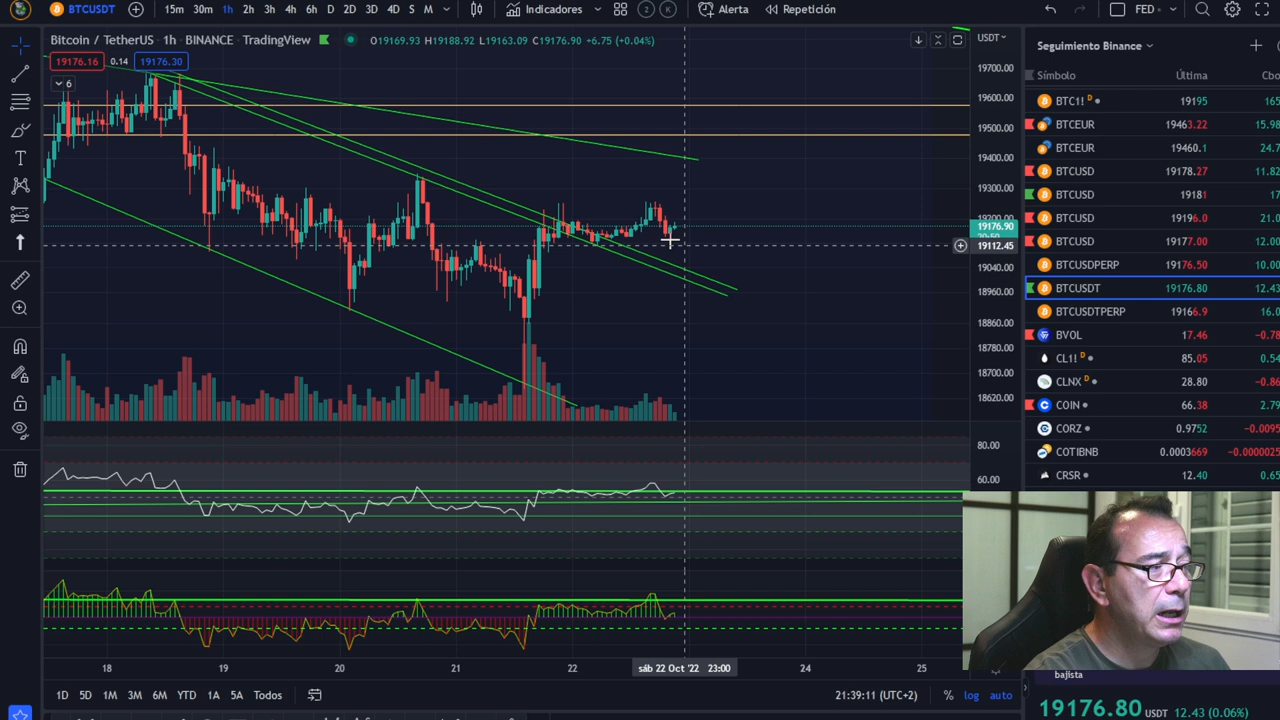 BTCUSDT 15m 30m 1h 2h 3h 4h 6h D 2D 3D 4D S M Indicadores 2 K Alerta Repetición FED
Bitcoin / TetherUS · 1h · BINANCE · TradingView O19169.93 H19188.92 L19163.09 C19176.90 +6.75 (+0.04%) USDT
19176.16 0.14 19176.30
6
19700.00
19600.00
19500.00
19400.00
19300.00
19200.00
19176.90
19112.45
19040.00
18960.00
18860.00
18780.00
18700.00
18620.00
80.00
60.00
18 19 20 21 22 sáb 22 Oct '22 23:00 24 25
1D 5D 1M 3M 6M YTD 1A 5A Todos 21:39:11 (UTC+2) % log auto
Seguimiento Binance
Símbolo Última Cbo
BTC1! D 19195 165
BTCEUR 19463.22 15.98
BTCEUR 19460.1 24.7
BTCUSD 19178.27 11.82
BTCUSD 19181 17.0
BTCUSD 19196.0 21.0
BTCUSD 19177.00 12.00
BTCUSDPERP 19176.50 10.00
BTCUSDT 19176.80 12.43
BTCUSDTPERP 19166.9 16.0
BVOL 17.46 -0.78
CL1! D 85.05 0.54
CLNX D 28.80 -0.86
COIN 66.38 2.79
CORZ 0.9752 -0.0095
COTIBNB 0.0003669 -0.0000025
CRSR 12.40 0.65
bajista
19176.80 USDT 12.43 (0.06%)